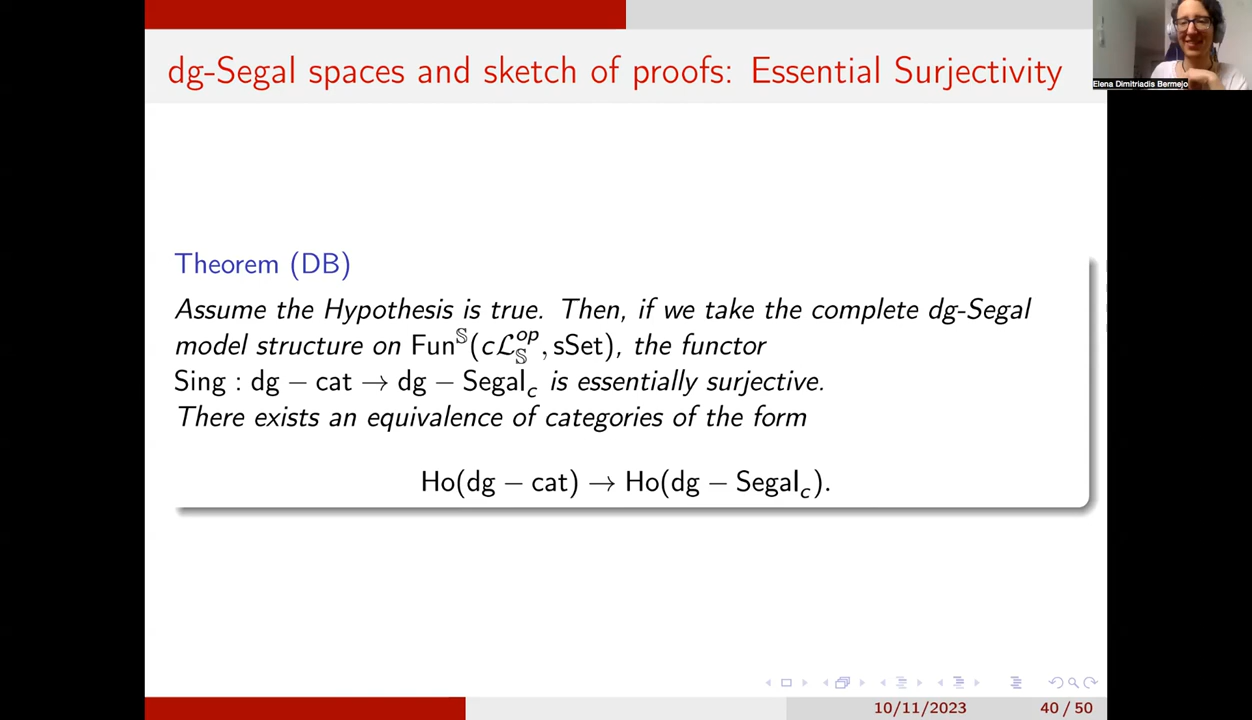 dg-Segal spaces and sketch of proofs: Essential Surjectivity
Elena Dimitriadis Bermejo
Theorem (DB)
Assume the Hypothesis is true. Then, if we take the complete dg-Segal
model structure on Fun^𝕊(cℒ_𝕊^op, sSet), the functor
Sing : dg − cat → dg − Segal_c is essentially surjective.
There exists an equivalence of categories of the form
Ho(dg − cat) → Ho(dg − Segal_c).
10/11/2023 40 / 50